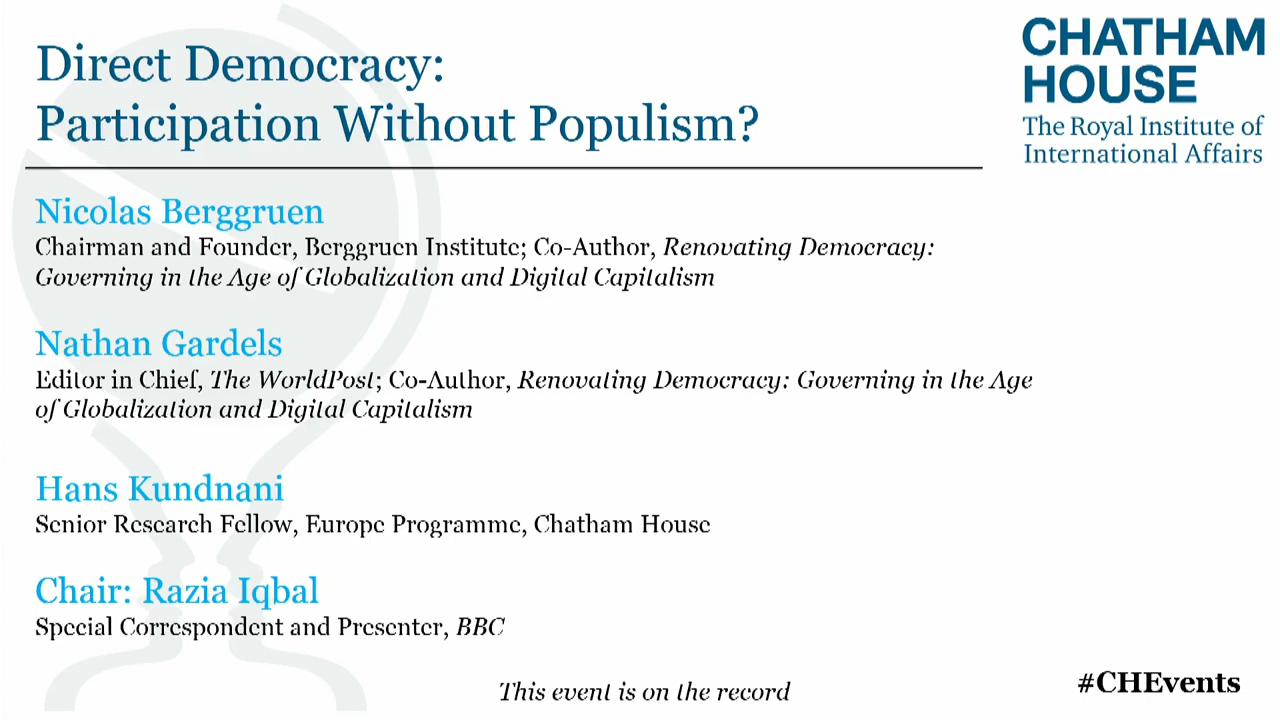 Direct Democracy:
Participation Without Populism?
CHATHAM
HOUSE
The Royal Institute of
International Affairs
Nicolas Berggruen
Chairman and Founder, Berggruen Institute; Co-Author, Renovating Democracy:
Governing in the Age of Globalization and Digital Capitalism
Nathan Gardels
Editor in Chief, The WorldPost; Co-Author, Renovating Democracy: Governing in the Age
of Globalization and Digital Capitalism
Hans Kundnani
Senior Research Fellow, Europe Programme, Chatham House
Chair: Razia Iqbal
Special Correspondent and Presenter, BBC
This event is on the record
#CHEvents